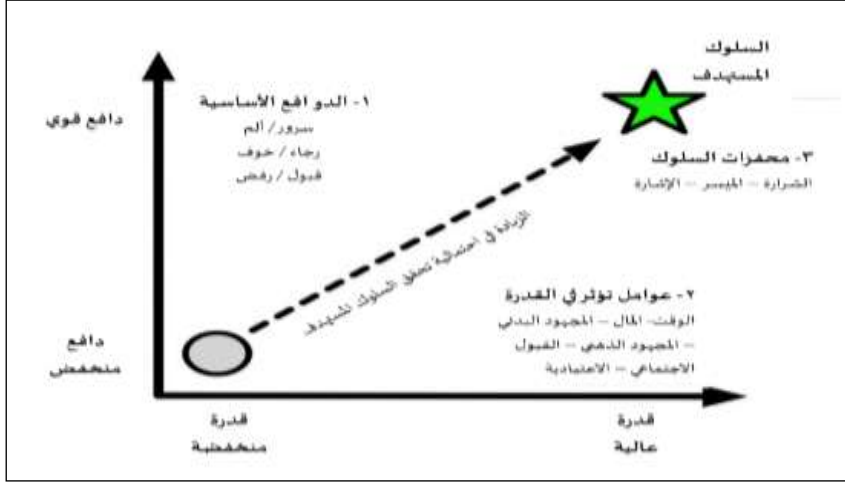 السلوك
المستهدف
١- الدوافع الأساسية
سرور/ ألم
رجاء / خوف
قبول / رفض
دافع قوي
٣- محفزات السلوك
الشرارة – الميسر – الإشارة
الزيادة في احتمالية تحقق السلوك المستهدف
٢- عوامل تؤثر في القدرة
الوقت- المال – المجهود البدني
– المجهود الذهني – القبول
الاجتماعي – الاعتيادية
دافع
منخفض
قدرة
منخفضة
قدرة
عالية